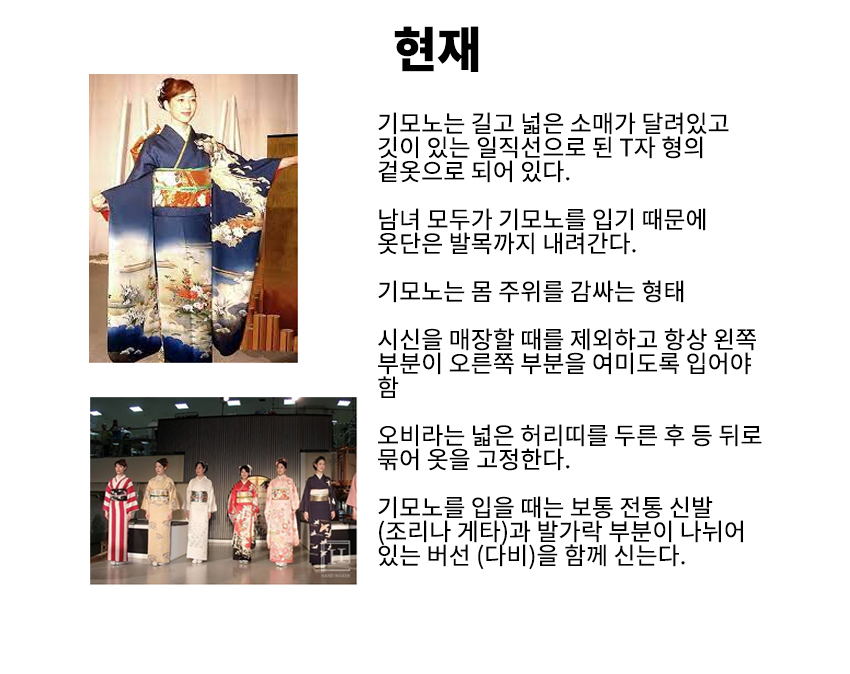 현재
기모노는 길고 넓은 소매가 달려있고
깃이 있는 일직선으로 된 T자 형의
겉옷으로 되어 있다.
남녀 모두가 기모노를 입기 때문에
옷단은 발목까지 내려간다.
기모노는 몸 주위를 감싸는 형태
시신을 매장할 때를 제외하고 항상 왼쪽
부분이 오른쪽 부분을 여미도록 입어야
함
오비라는 넓은 허리띠를 두른 후 등 뒤로
묶어 옷을 고정한다.
기모노를 입을 때는 보통 전통 신발
(조리나 게타)과 발가락 부분이 나뉘어
있는 버선 (다비)을 함께 신는다.